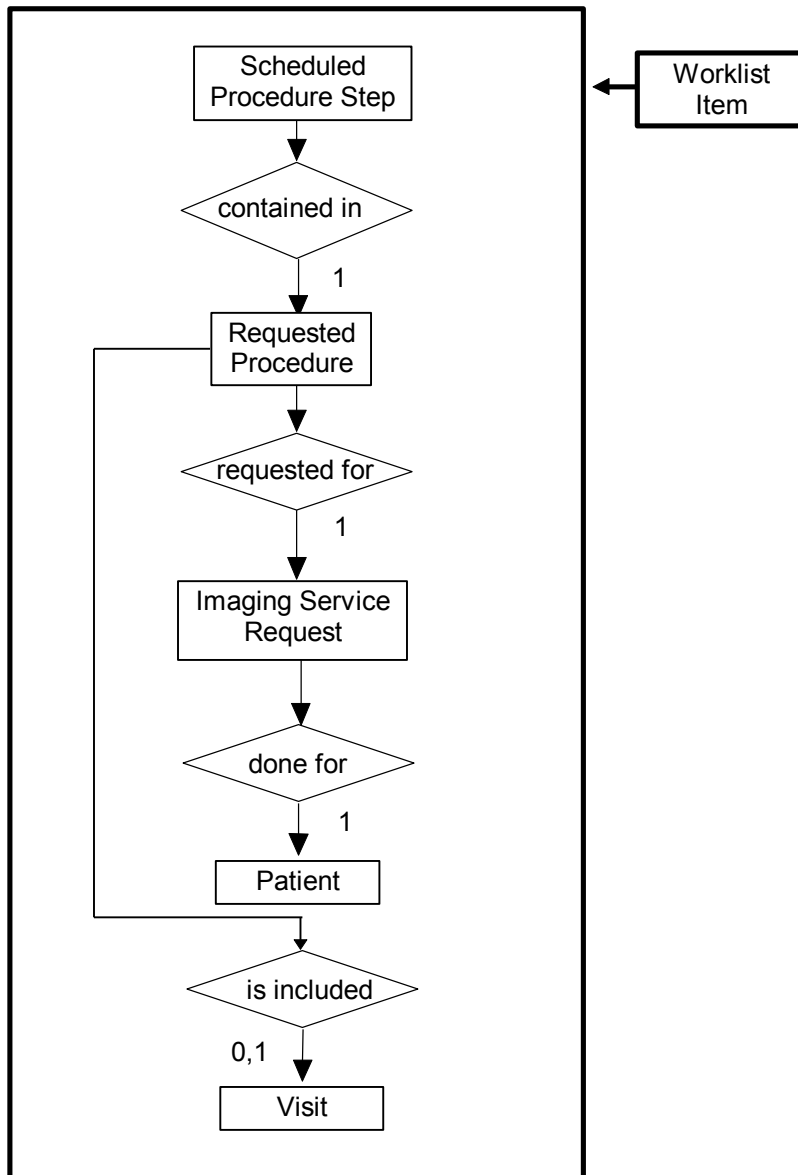 Scheduled
Procedure Step
Worklist
Item
contained in
1
Requested
Procedure
requested for
1
Imaging Service
Request
done for
1
Patient
is included
0,1
Visit